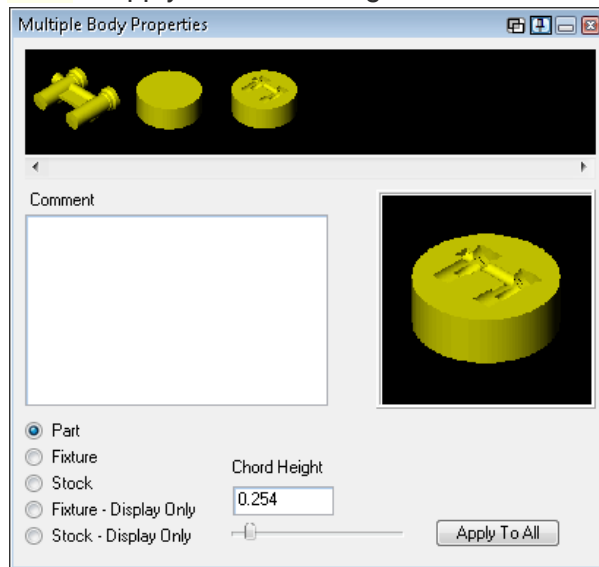 Multiple Body Properties
Comment
Part
Fixture
Stock
Fixture - Display Only
Stock - Display Only
Chord Height
0.254
Apply To All